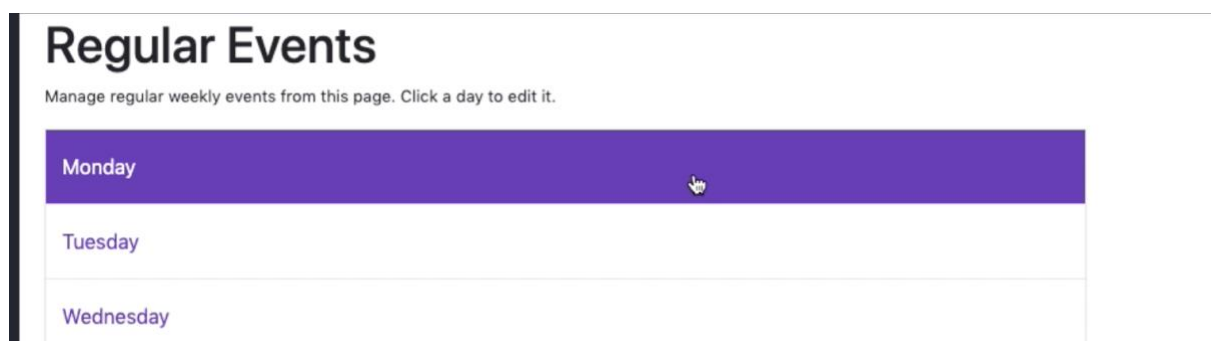 Regular Events
Manage regular weekly events from this page. Click a day to edit it.
Monday
Tuesday
Wednesday